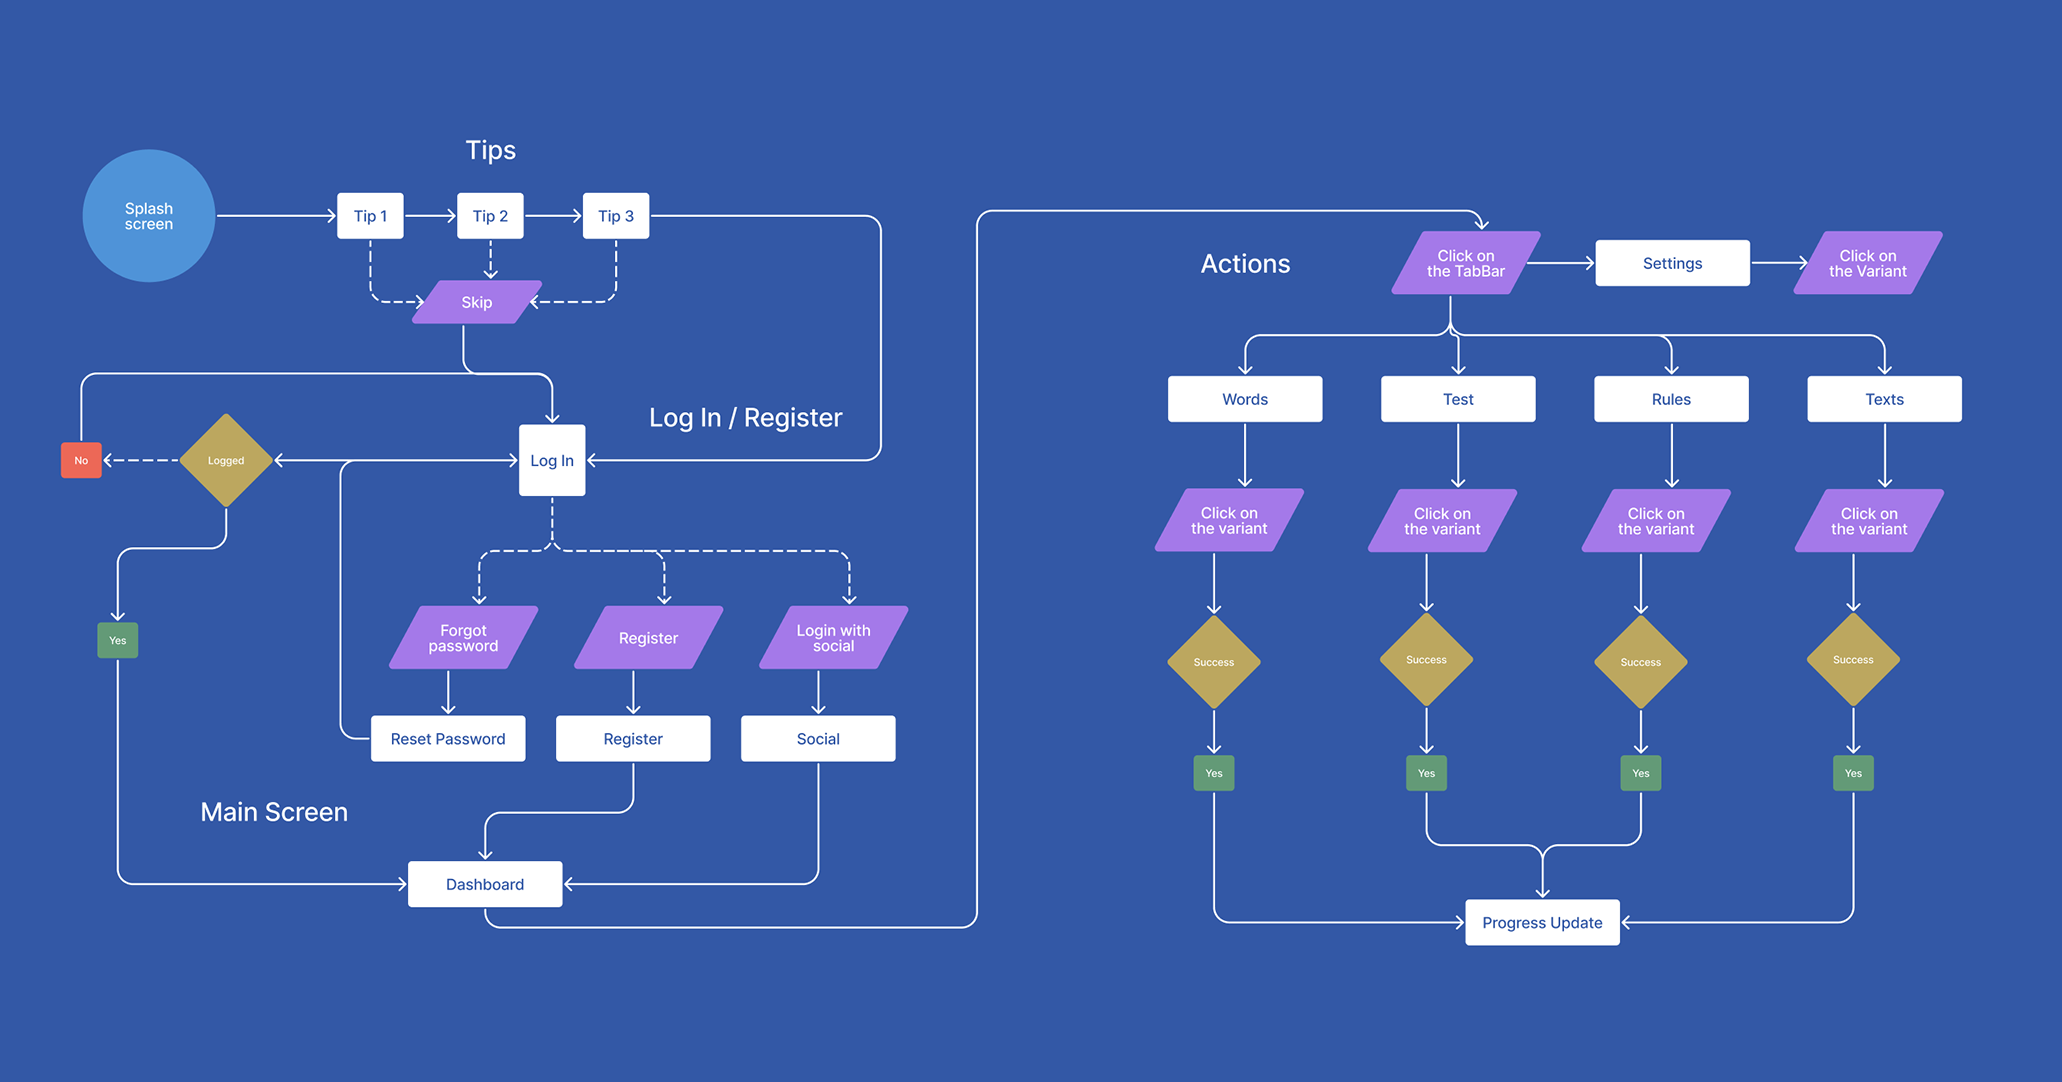 Tips
Splash
screen
Tip 1
Tip 2
Tip 3
Skip
Log In / Register
No
Logged
Log In
Yes
Forgot
password
Register
Login with
social
Reset Password
Register
Social
Main Screen
Dashboard
Actions
Click on
the TabBar
Settings
Click on
the Variant
Words
Test
Rules
Texts
Click on
the variant
Click on
the variant
Click on
the variant
Click on
the variant
Success
Success
Success
Success
Yes
Yes
Yes
Yes
Progress Update